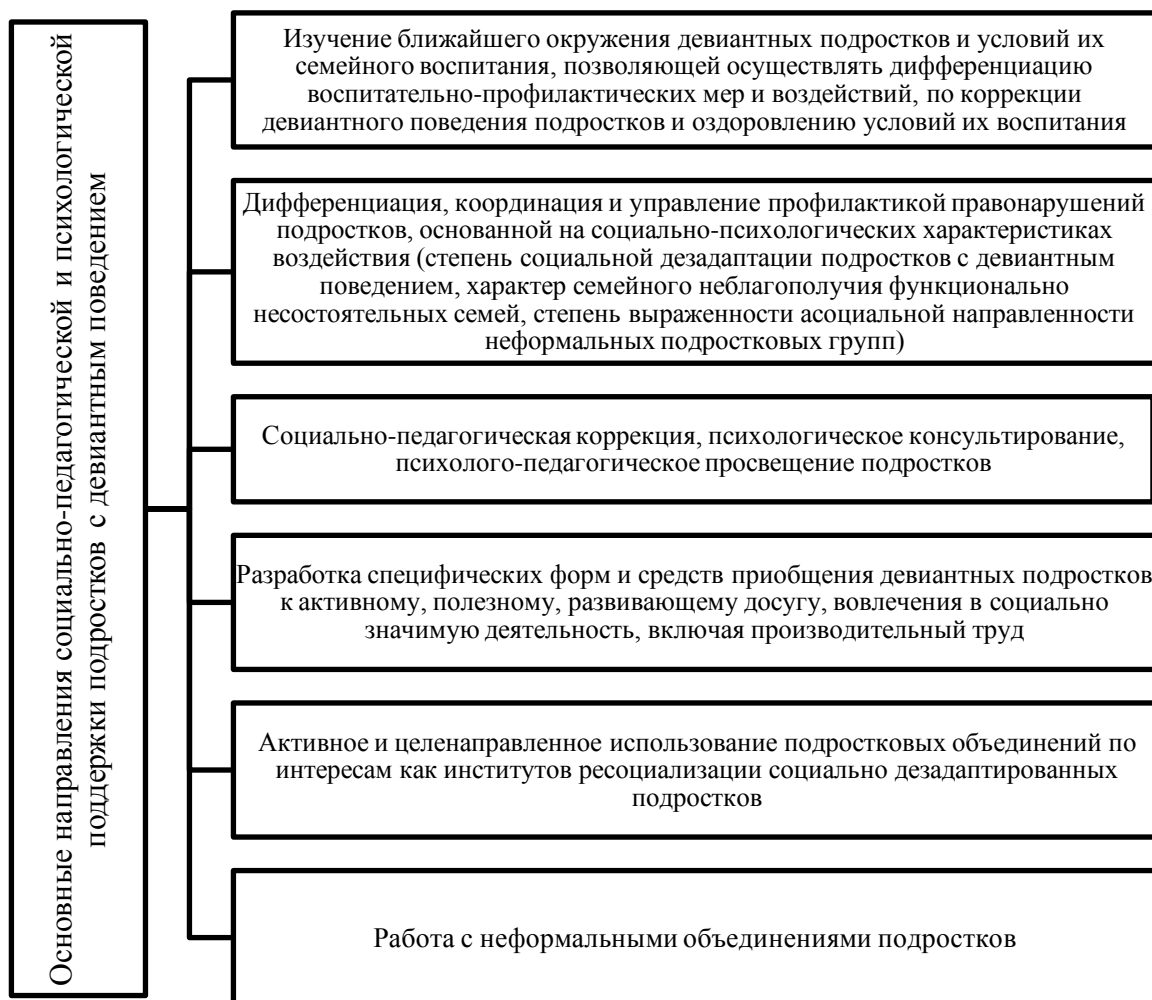 Основные направления социально-педагогической и психологической
поддержки подростков с девиантным поведением
Изучение ближайшего окружения девиантных подростков и условий их
семейного воспитания, позволяющей осуществлять дифференциацию
воспитательно-профилактических мер и воздействий, по коррекции
девиантного поведения подростков и оздоровлению условий их воспитания
Дифференциация, координация и управление профилактикой правонарушений
подростков, основанной на социально-психологических характеристиках
воздействия (степень социальной дезадаптации подростков с девиантным
поведением, характер семейного неблагополучия функционально
несостоятельных семей, степень выраженности асоциальной направленности
неформальных подростковых групп)
Социально-педагогическая коррекция, психологическое консультирование,
психолого-педагогическое просвещение подростков
Разработка специфических форм и средств приобщения девиантных подростков
к активному, полезному, развивающему досугу, вовлечения в социально
значимую деятельность, включая производительный труд
Активное и целенаправленное использование подростковых объединений по
интересам как институтов ресоциализации социально дезадаптированных
подростков
Работа с неформальными объединениями подростков